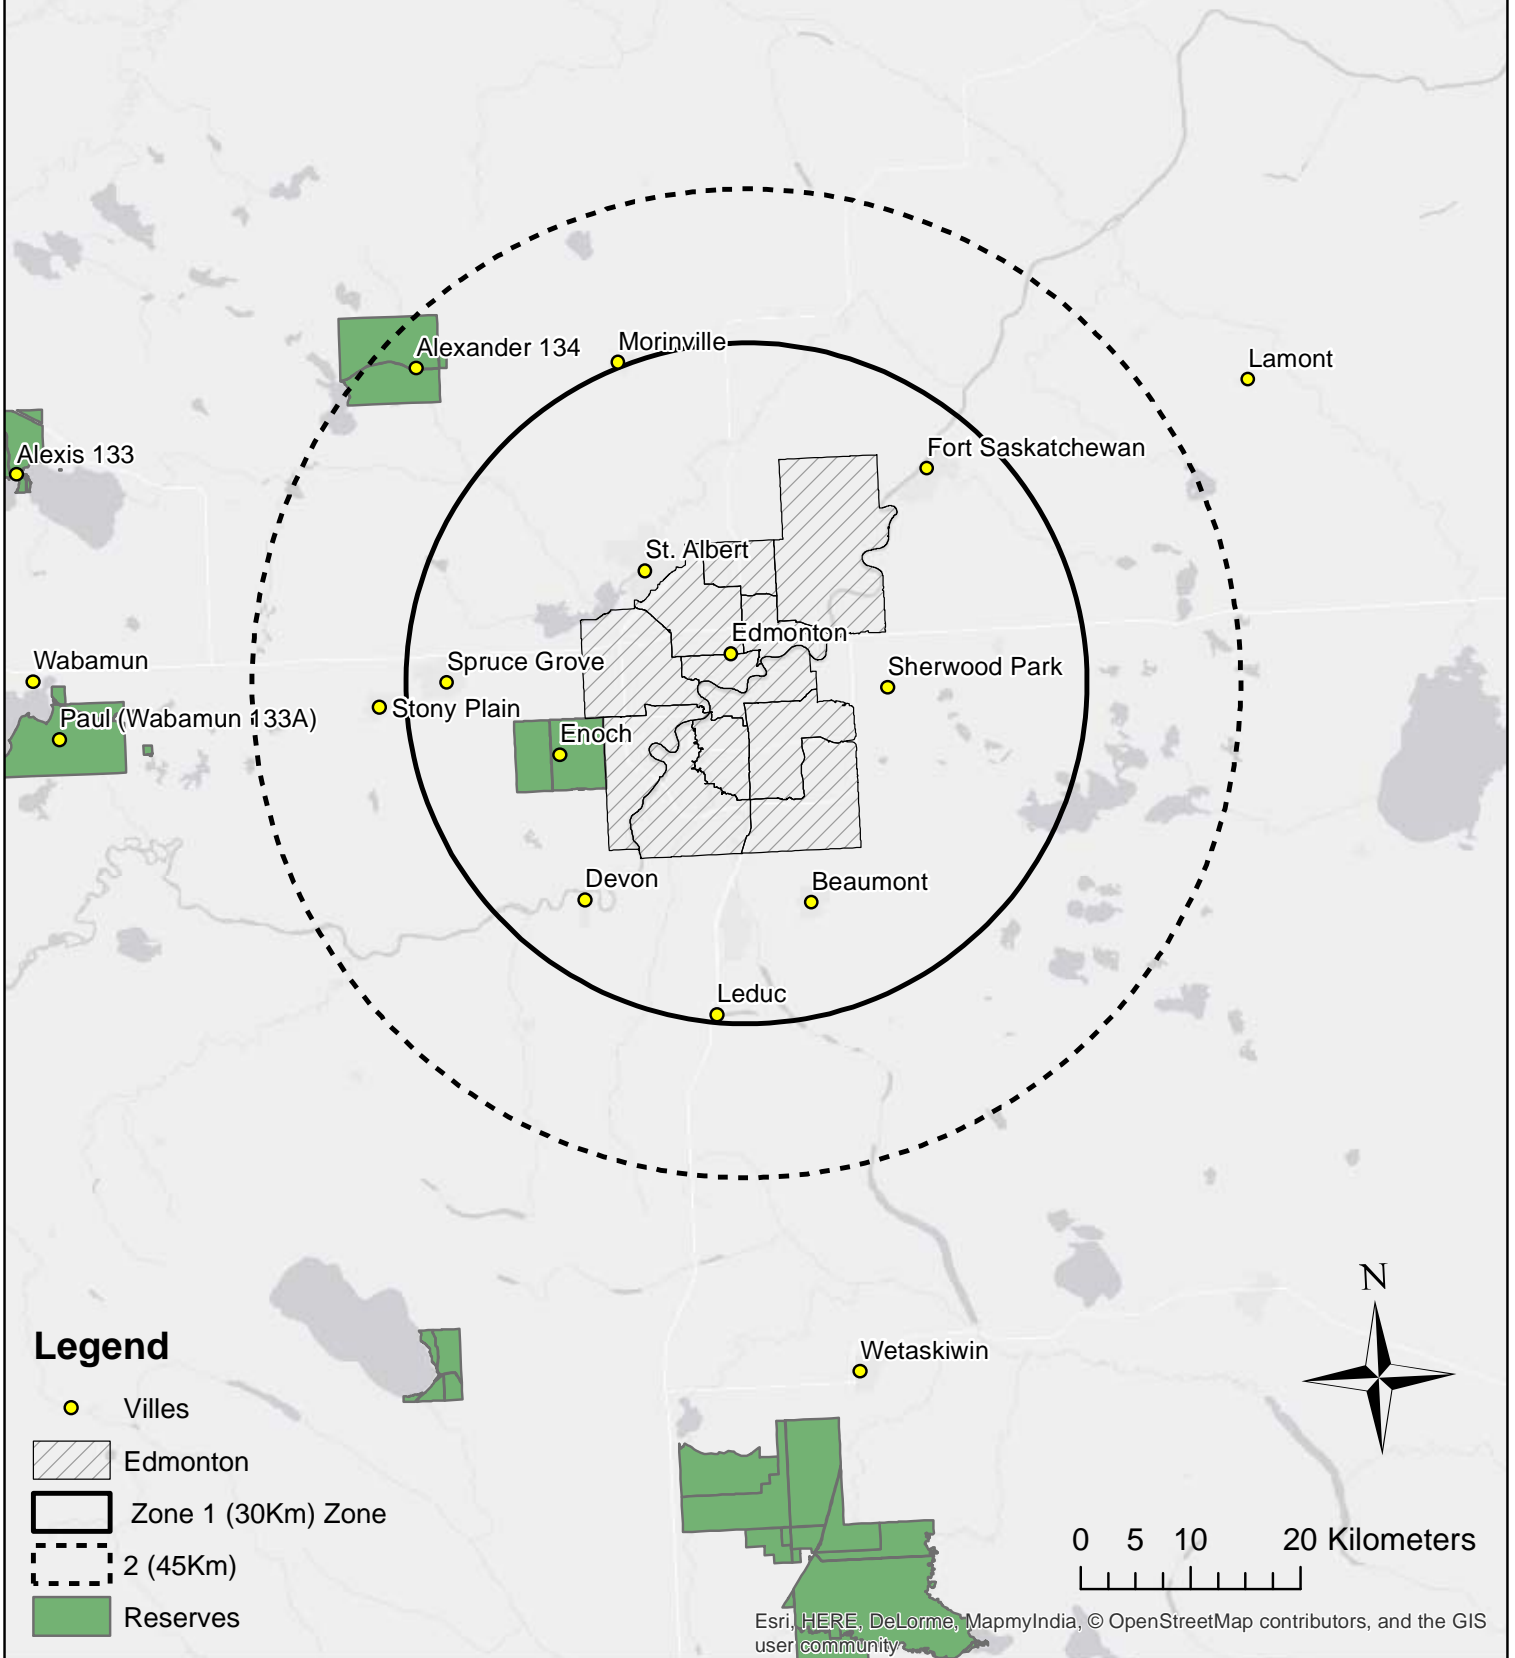 Alexander 134
Morinville
Lamont
Alexis 133
Fort Saskatchewan
St. Albert
Edmonton
Wabamun
Spruce Grove
Sherwood Park
Stony Plain
Paul (Wabamun 133A)
Enoch
Devon
Beaumont
Leduc
N
Wetaskiwin
Legend
Villes
Edmonton
Zone 1 (30Km) Zone
2 (45Km)
Reserves
0 5 10 20 Kilometers
Esri, HERE, DeLorme, MapmyIndia, © OpenStreetMap contributors, and the GIS
user community